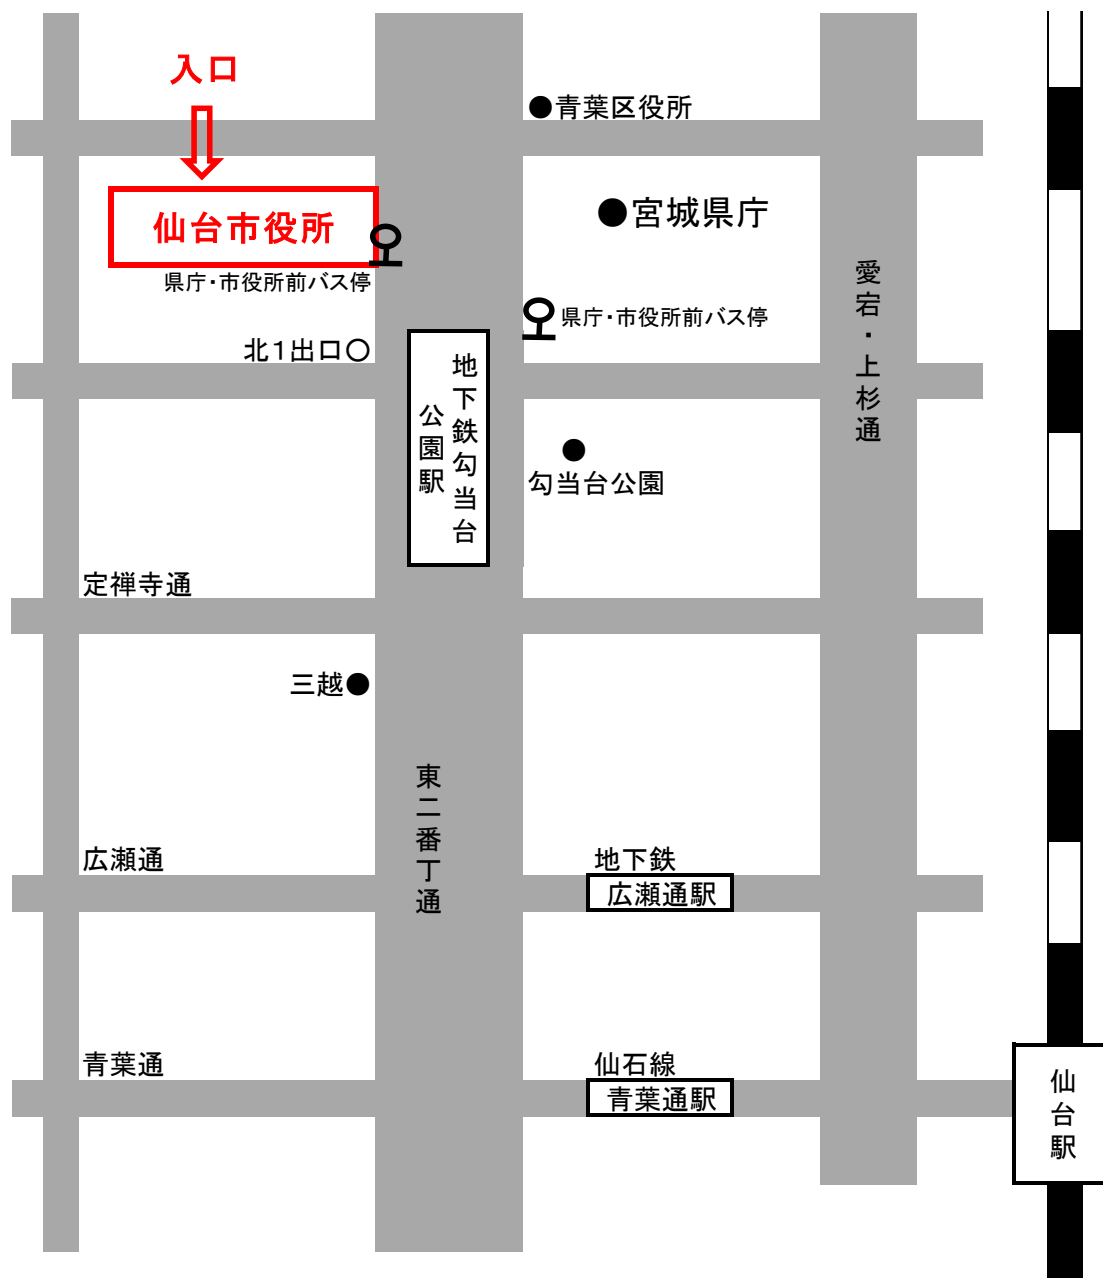 入口
●青葉区役所
仙台市役所
●宮城県庁
県庁・市役所前バス停
県庁・市役所前バス停
愛宕・上杉通
北1出口○
地下鉄勾当台
公園駅
●
勾当台公園
定禅寺通
三越●
東二番丁通
広瀬通
地下鉄
広瀬通駅
青葉通
仙石線
青葉通駅
仙台駅